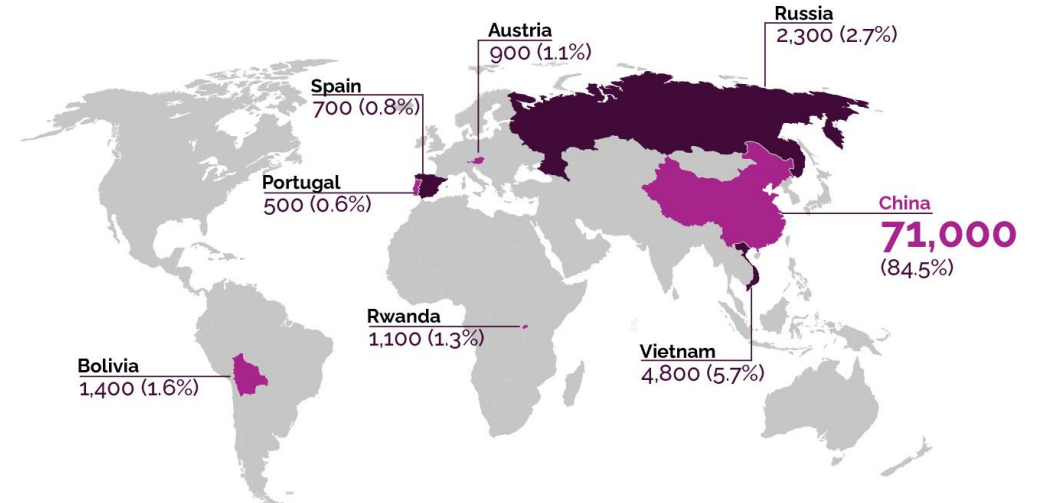 Russia
2,300 (2.7%)
Austria
900 (1.1%)
Spain
700 (0.8%)
Portugal
500 (0.6%)
China
71,000
(84.5%)
Rwanda
1,100 (1.3%)
Vietnam
4,800 (5.7%)
Bolivia
1,400 (1.6%)